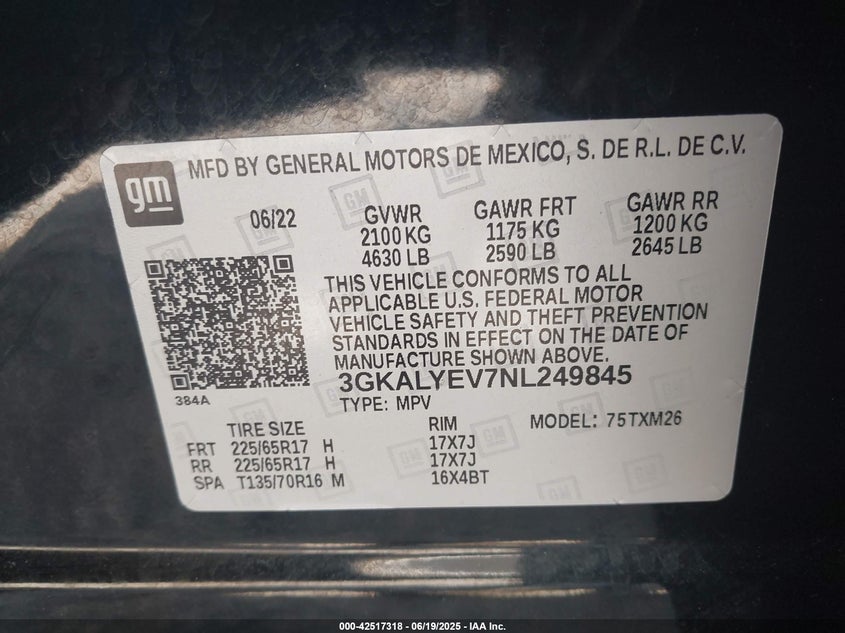 gm
MFD BY GENERAL MOTORS DE MEXICO, S. DE R.L. DE C.V.
06/22 GVWR GAWR FRT GAWR RR
2100 KG 1175 KG 1200 KG
4630 LB 2590 LB 2645 LB
THIS VEHICLE CONFORMS TO ALL
APPLICABLE U.S. FEDERAL MOTOR
VEHICLE SAFETY AND THEFT PREVENTION
STANDARDS IN EFFECT ON THE DATE OF
MANUFACTURE SHOWN ABOVE.
384A
3GKALYEV7NL249845
TYPE: MPV
TIRE SIZE RIM MODEL: 75TXM26
FRT 225/65R17 H 17X7J
RR 225/65R17 H 17X7J
SPA T135/70R16 M 16X4BT
000-42517318 - 06/19/2025 - IAA Inc.